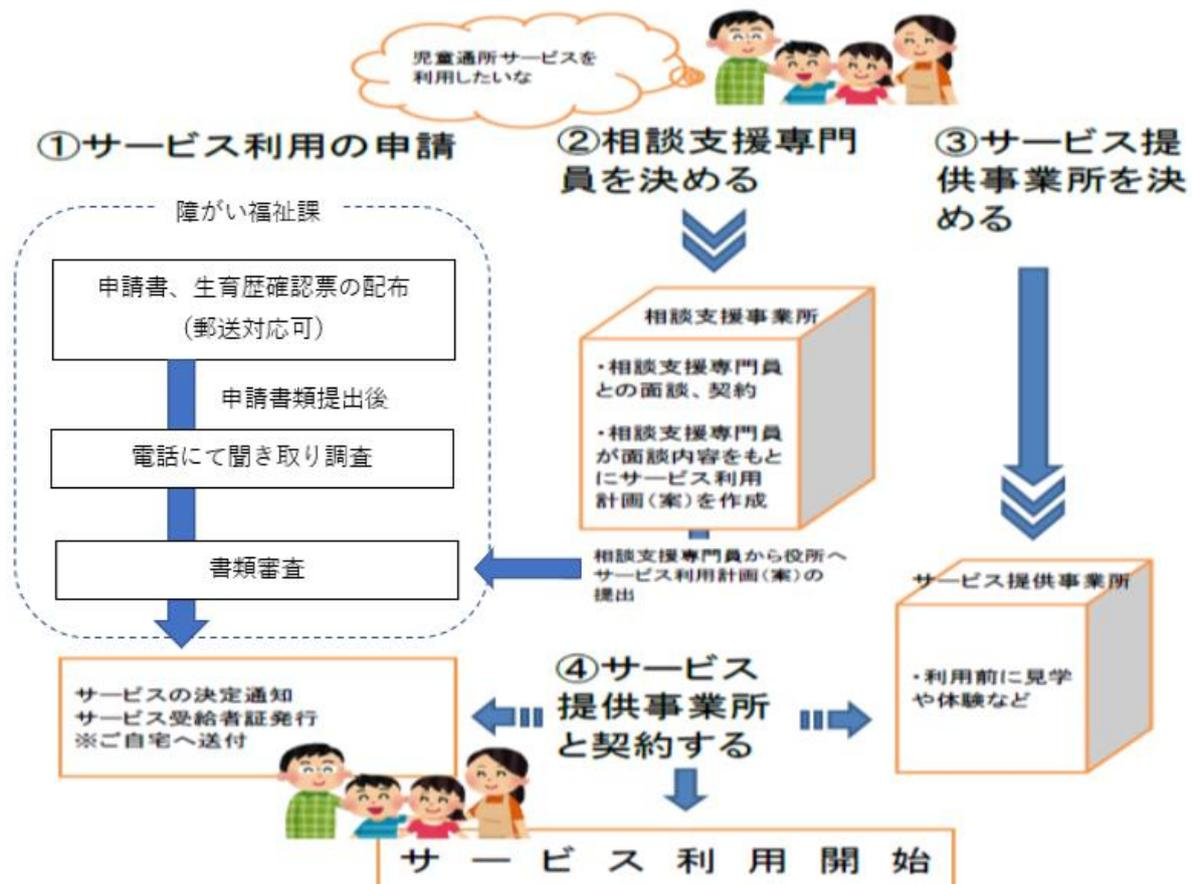 児童通所サービスを
利用したいな
①サービス利用の申請
障がい福祉課
申請書、生育歴確認票の配布
（郵送対応可）
申請書類提出後
電話にて聞き取り調査
書類審査
サービスの決定通知
サービス受給者証発行
※ご自宅へ送付
②相談支援専門
員を決める
相談支援事業所
・相談支援専門員
との面談、契約
・相談支援専門員
が面談内容をもと
にサービス利用
計画(案)を作成
相談支援専門員から役所へ
サービス利用計画(案)の
提出
③サービス提
供事業所を決
める
サービス提供事業所
・利用前に見学
や体験など
④サービス
提供事業所
と契約する
サービス利用開始